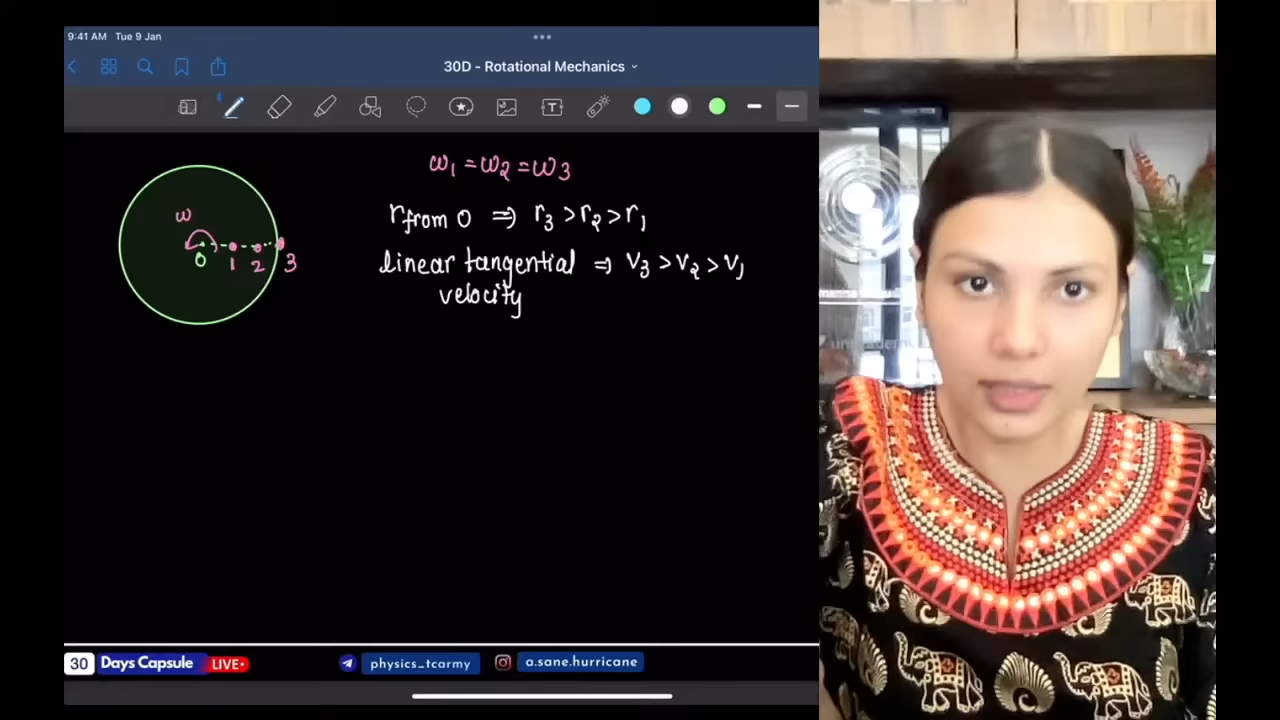 9:41 AM Tue 9 Jan
30D - Rotational Mechanics
ω₁ = ω₂ = ω₃
ω
0 1 2 3
r from 0 ⇒ r₃ > r₂ > r₁
linear tangential ⇒ v₃ > v₂ > v₁
velocity
30 Days Capsule LIVE physics_tcarmy a.sane.hurricane